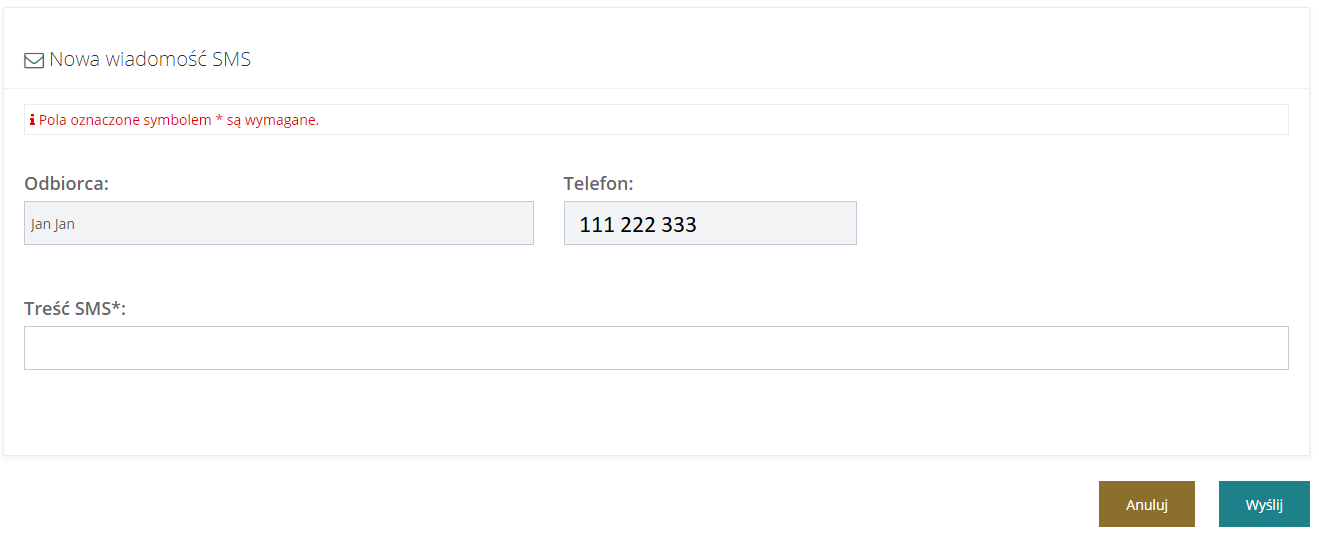 Nowa wiadomość SMS
Pola oznaczone symbolem * są wymagane.
Odbiorca: Telefon:
Jan Jan 111 222 333
Treść SMS*:
Anuluj Wyślij